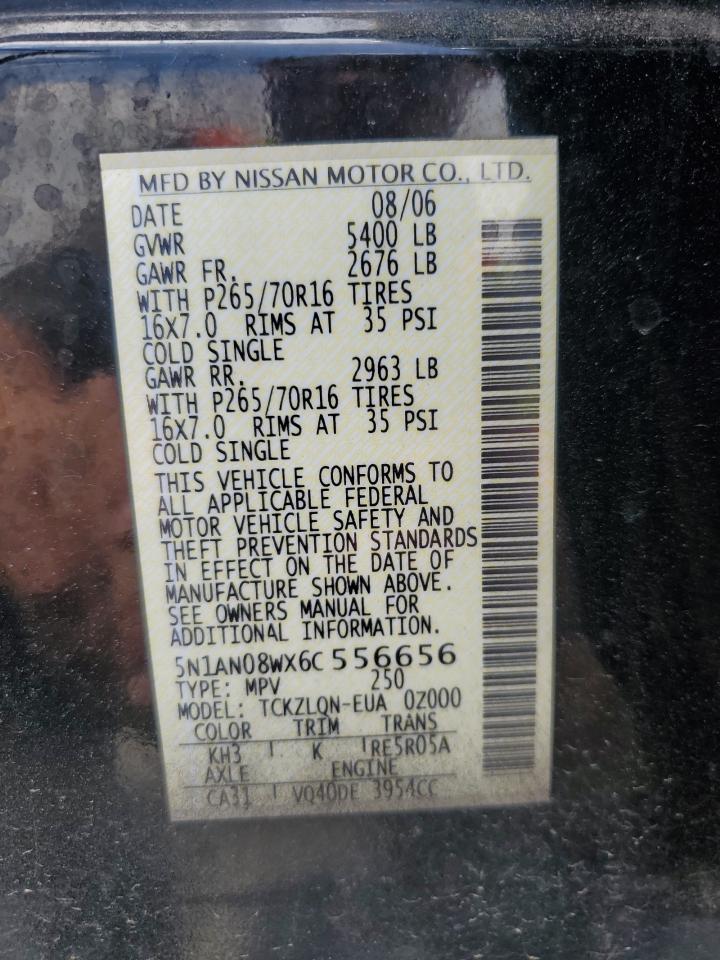 MFD BY NISSAN MOTOR CO., LTD.
DATE 08/06
GVWR 5400 LB
GAWR FR. 2676 LB
WITH P265/70R16 TIRES
16X7.0 RIMS AT 35 PSI
COLD SINGLE
GAWR RR. 2963 LB
WITH P265/70R16 TIRES
16X7.0 RIMS AT 35 PSI
COLD SINGLE
THIS VEHICLE CONFORMS TO
ALL APPLICABLE FEDERAL
MOTOR VEHICLE SAFETY AND
THEFT PREVENTION STANDARDS
IN EFFECT ON THE DATE OF
MANUFACTURE SHOWN ABOVE.
SEE OWNERS MANUAL FOR
ADDITIONAL INFORMATION.
5N1AN08WX6C556656
TYPE: MPV 250
MODEL: TCKZLQN-EUA 0Z000
COLOR TRIM TRANS
KH3 K RE5R05A
AXLE ENGINE
CA31 VQ40DE 3954CC